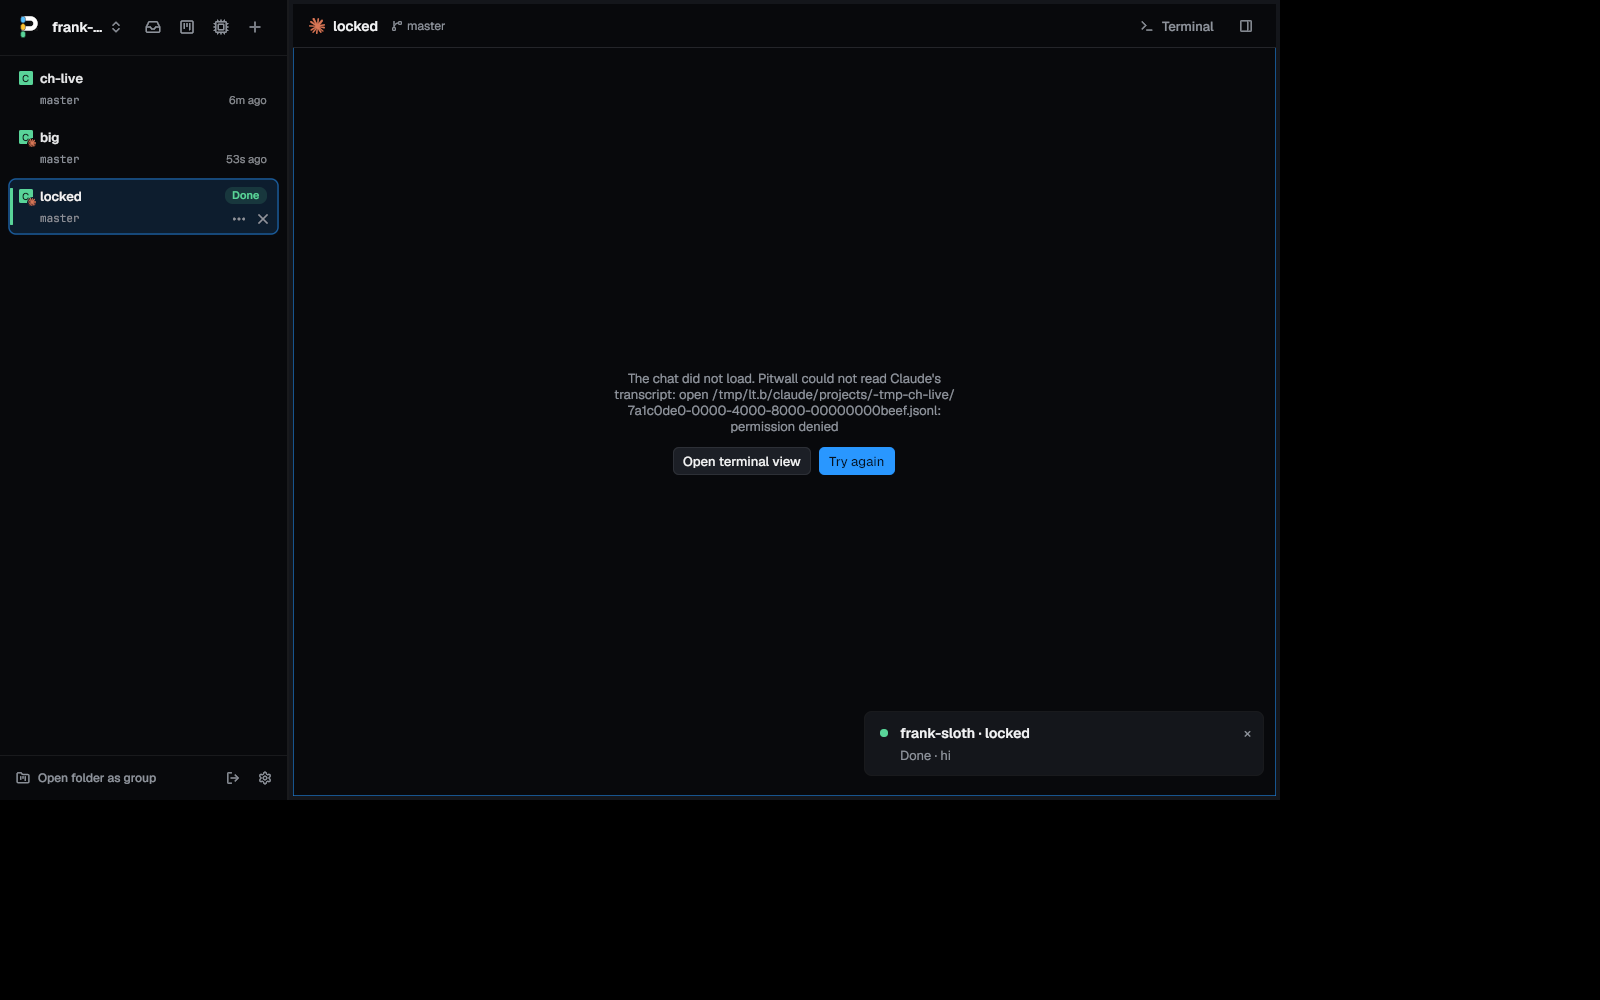 frank-...
C ch-live
master 6m ago
C big
master 53s ago
C locked Done
master
Open folder as group
locked master
Terminal
The chat did not load. Pitwall could not read Claude's
transcript: open /tmp/lt.b/claude/projects/-tmp-ch-live/
7a1c0de0-0000-4000-8000-00000000beef.jsonl:
permission denied
Open terminal view Try again
frank-sloth · locked
Done · hi